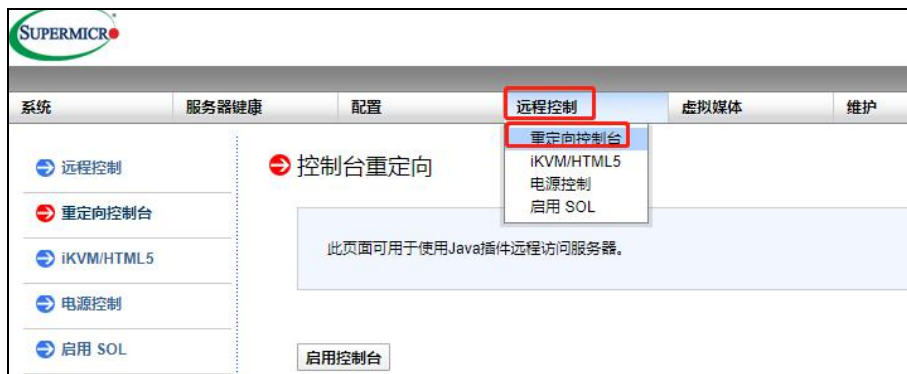 SUPERMICR
系统 服务器健康 配置 远程控制 虚拟媒体 维护
重定向控制台
iKVM/HTML5
电源控制
启用 SOL
远程控制
重定向控制台
iKVM/HTML5
电源控制
启用 SOL
控制台重定向
此页面可用于使用Java插件远程访问服务器。
启用控制台